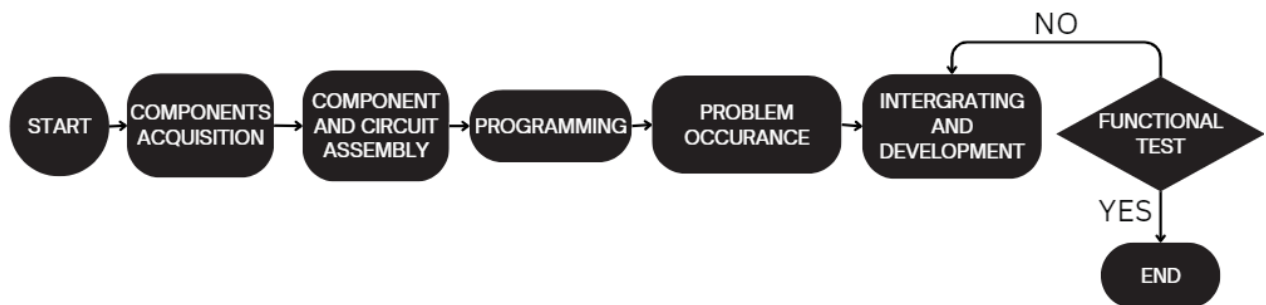 START
COMPONENTS
ACQUISITION
COMPONENT
AND CIRCUIT
ASSEMBLY
PROGRAMMING
PROBLEM
OCCURANCE
INTERGRATING
AND
DEVELOPMENT
NO
FUNCTIONAL
TEST
YES
END